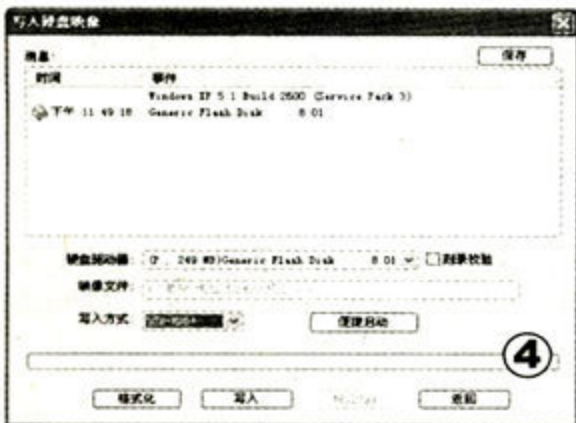 写入硬盘映像
消息:
保存
时间 事件
Windows XP 5.1 Build 2600 (Service Pack 3)
下午 11:49:18 Generic Flash Disk 8.01
硬盘驱动器: (F:, 249 MB)Generic Flash Disk 8.01 刻录校验
映像文件:
写入方式: 便捷启动
④
格式化 写入 返回